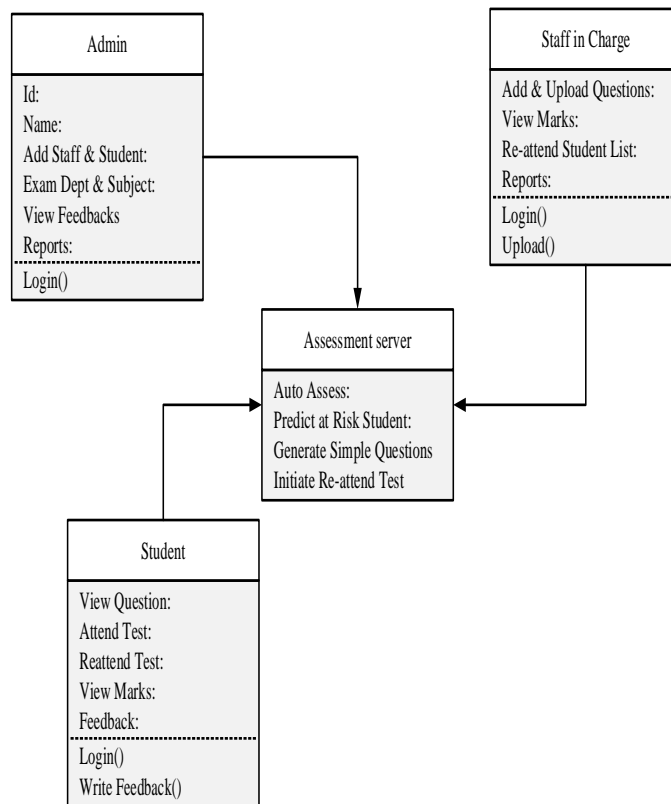 Admin
Id:
Name:
Add Staff & Student:
Exam Dept & Subject:
View Feedbacks
Reports:
Login()
Staff in Charge
Add & Upload Questions:
View Marks:
Re-attend Student List:
Reports:
Login()
Upload()
Assessment server
Auto Assess:
Predict at Risk Student:
Generate Simple Questions
Initiate Re-attend Test
Student
View Question:
Attend Test:
Reattend Test:
View Marks:
Feedback:
Login()
Write Feedback()